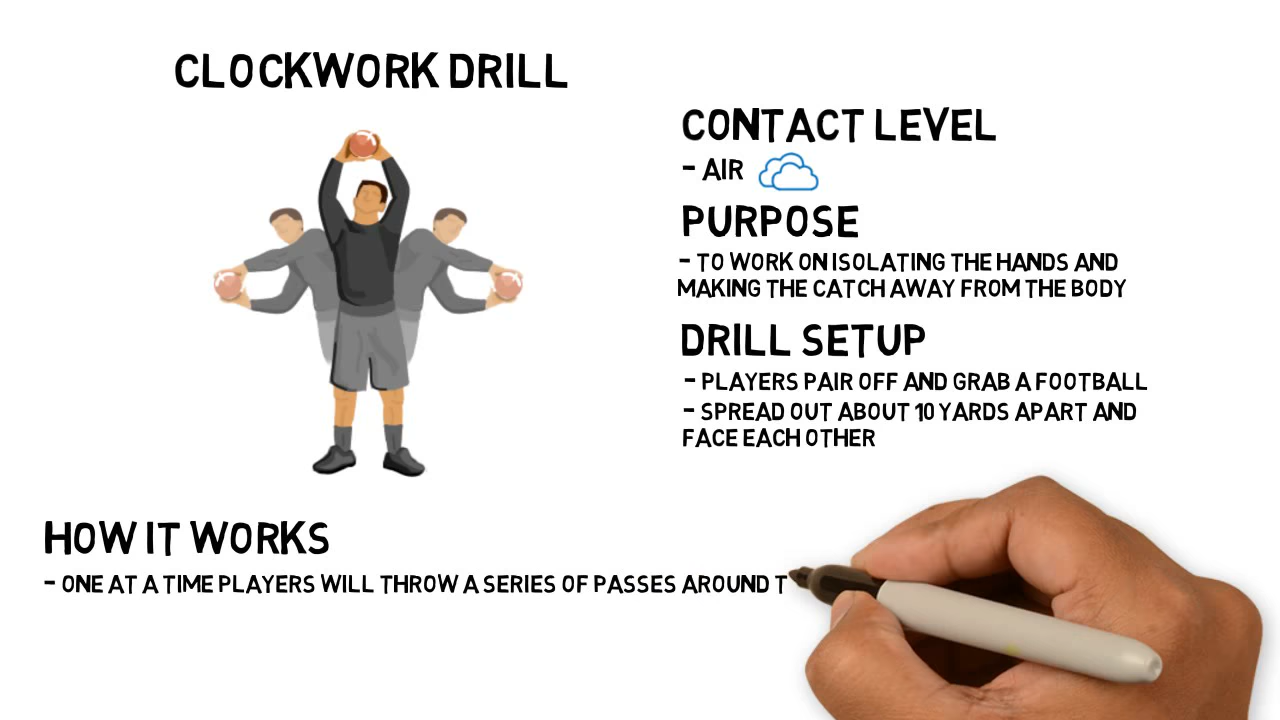 CLOCKWORK DRILL
CONTACT LEVEL
- AIR
PURPOSE
- TO WORK ON ISOLATING THE HANDS AND
MAKING THE CATCH AWAY FROM THE BODY
DRILL SETUP
- PLAYERS PAIR OFF AND GRAB A FOOTBALL
- SPREAD OUT ABOUT 10 YARDS APART AND
FACE EACH OTHER
HOW IT WORKS
- ONE AT A TIME PLAYERS WILL THROW A SERIES OF PASSES AROUND T